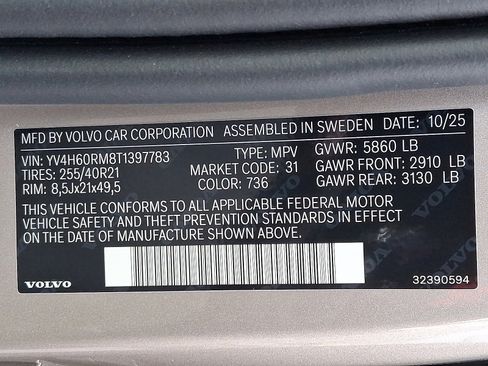 MFD BY VOLVO CAR CORPORATION ASSEMBLED IN SWEDEN DATE: 10/25
VIN: YV4H60RM8T1397783 TYPE: MPV GVWR: 5860 LB
TIRES: 255/40R21 MARKET CODE: 31 GAWR FRONT: 2910 LB
RIM: 8,5Jx21x49,5 COLOR: 736 GAWR REAR: 3130 LB
THIS VEHICLE CONFORMS TO ALL APPLICABLE FEDERAL MOTOR
VEHICLE SAFETY AND THEFT PREVENTION STANDARDS IN EFFECT
ON THE DATE OF MANUFACTURE SHOWN ABOVE.
VOLVO 32390594